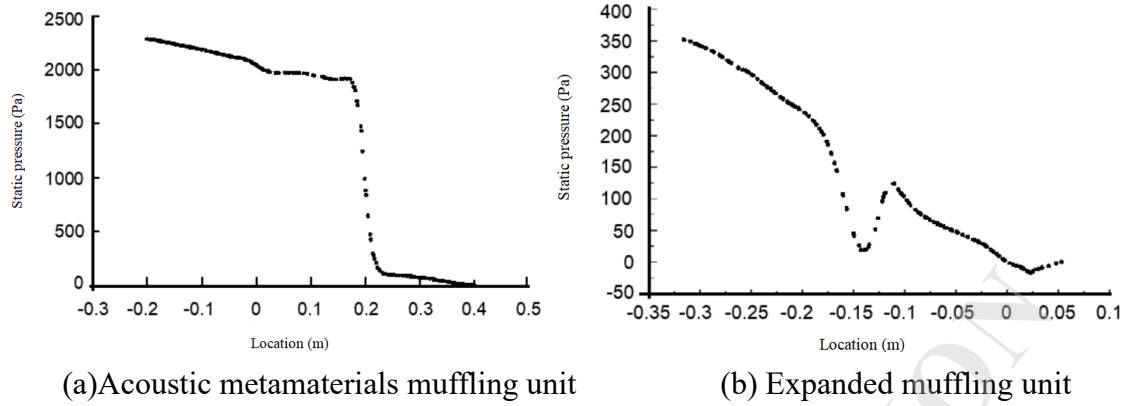 2500
2000
1500
1000
500
0
-0.3 -0.2 -0.1 0 0.1 0.2 0.3 0.4 0.5
Static pressure (Pa)
Location (m)
(a)Acoustic metamaterials muffling unit
400
350
300
250
200
150
100
50
0
-50
-0.35 -0.3 -0.25 -0.2 -0.15 -0.1 -0.05 0 0.05 0.1
Static pressure (Pa)
Location (m)
(b) Expanded muffling unit